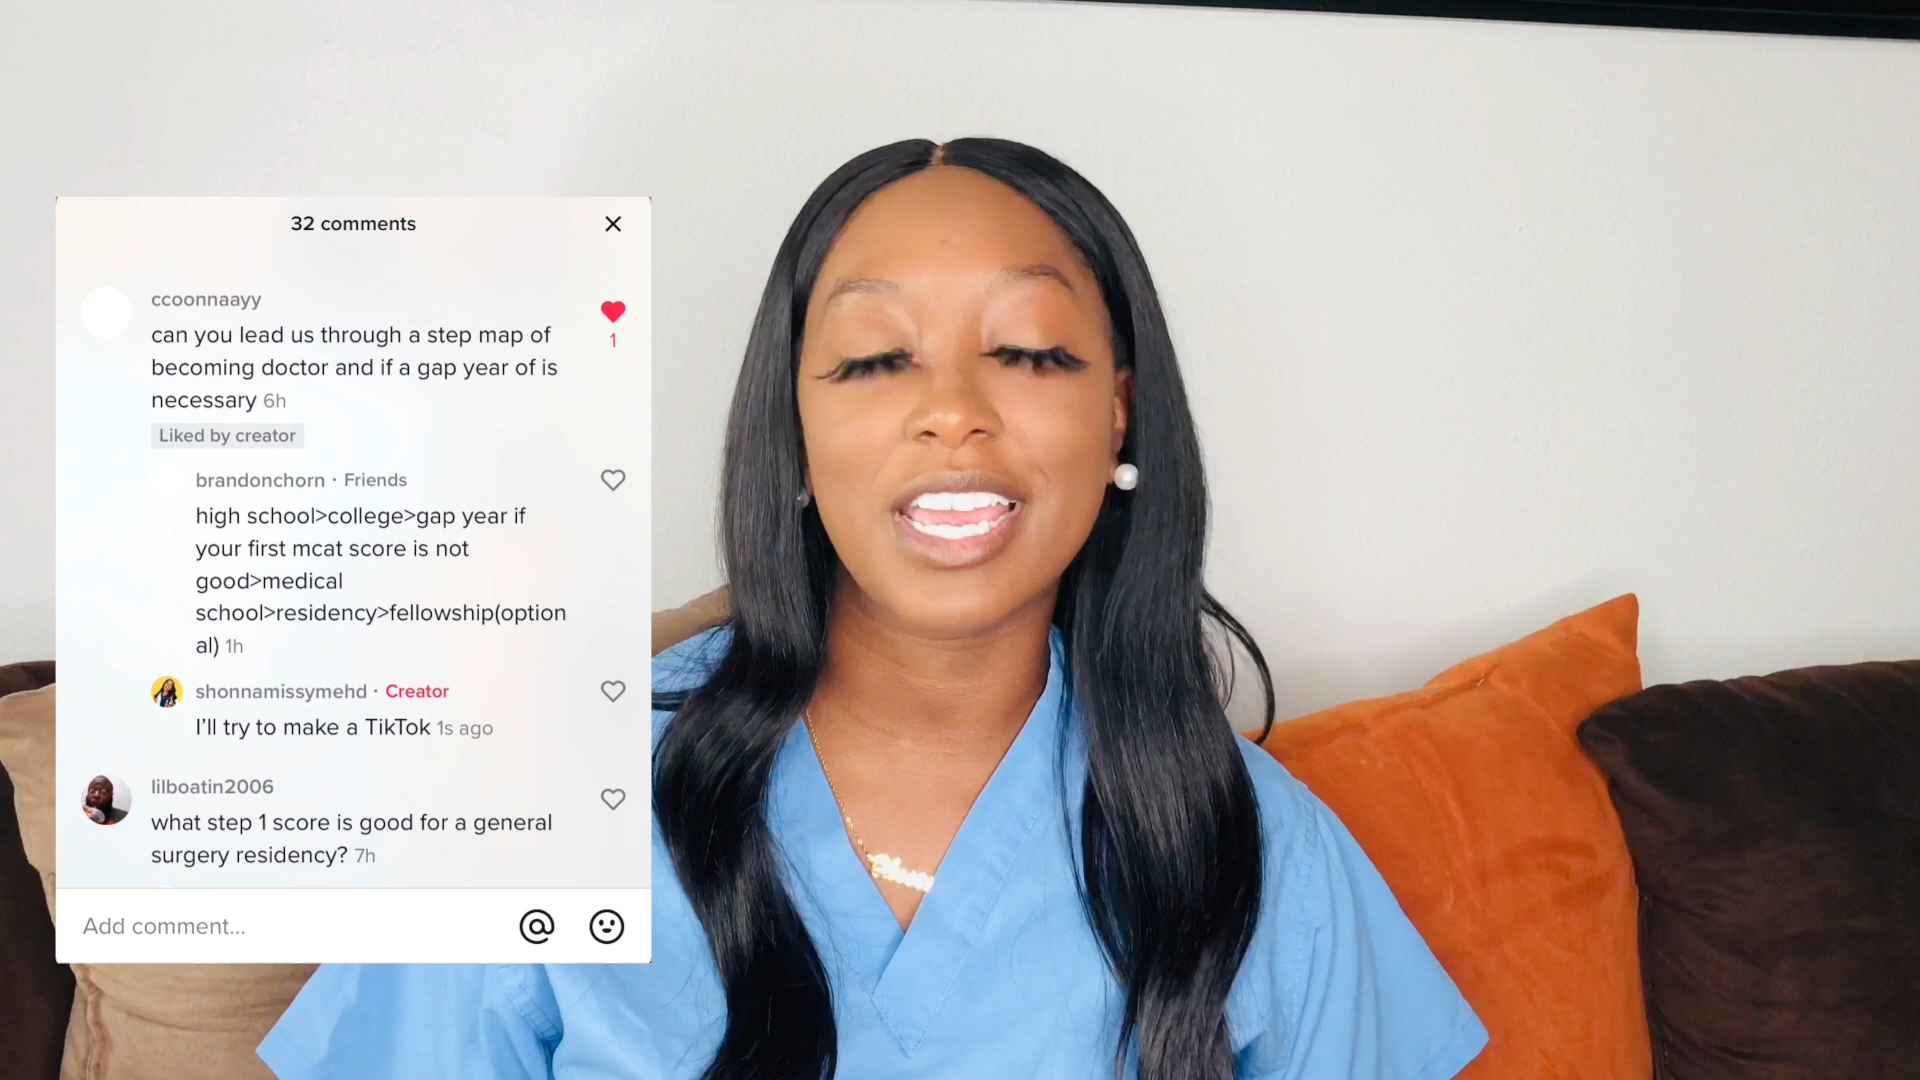 32 comments
ccoonnaayy
can you lead us through a step map of
becoming doctor and if a gap year of is
necessary 6h
1
Liked by creator
brandonchorn · Friends
high school>college>gap year if
your first mcat score is not
good>medical
school>residency>fellowship(option
al) 1h
shonnamissymehd · Creator
I’ll try to make a TikTok 1s ago
lilboatin2006
what step 1 score is good for a general
surgery residency? 7h
Add comment...